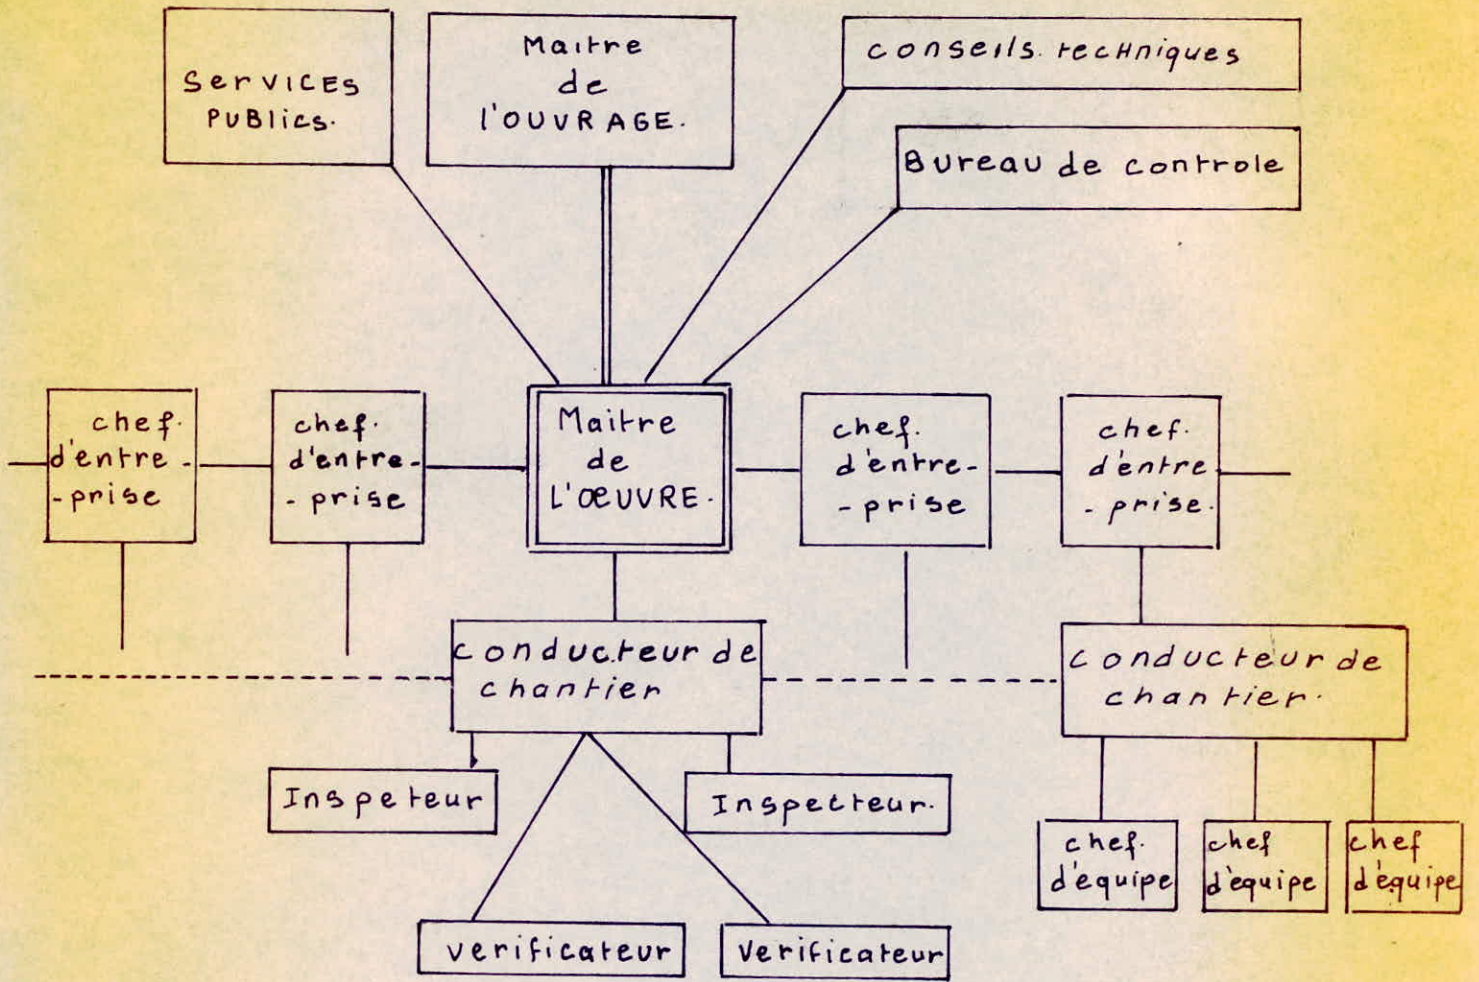 Services
Publics.
Maitre
de
l'OUVRAGE.
conseils.techniques
Bureau de controle
chef.
d'entre-
-prise
chef.
d'entre-
-prise
Maitre
de
L'ŒUVRE.
chef.
d'entre-
-prise
chef.
d'entre
-prise.
conducteur de
chantier
conducteur de
chantier.
Inspeteur
Inspecteur.
chef.
d'equipe
chef
d'equipe
chef
d'equipe
verificateur
Verificateur